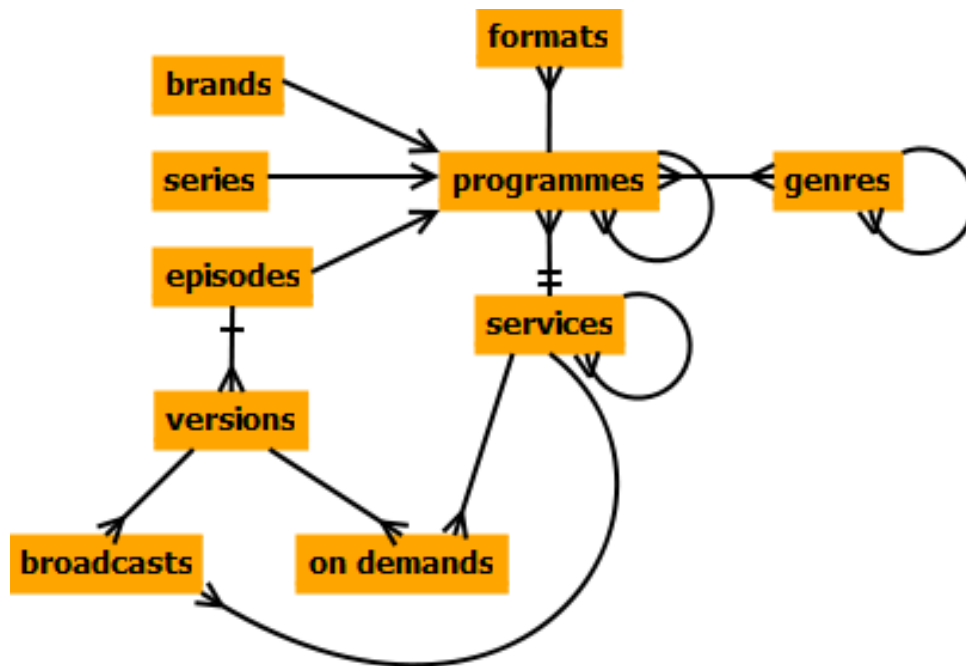 formats
brands
series
programmes
genres
episodes
services
versions
broadcasts
on demands